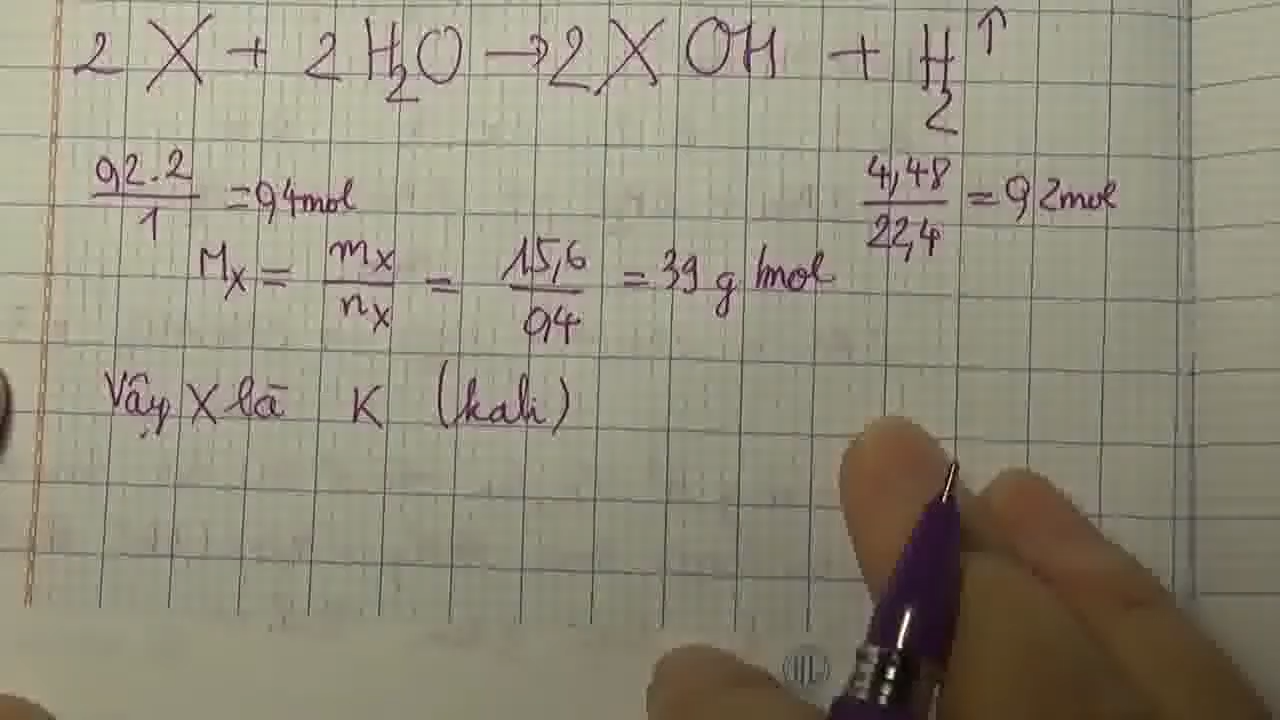 2 X + 2H₂O → 2XOH + H₂↑
0,2.2/1 = 0,4mol 4,48/22,4 = 0,2mol
Mx = mx/nx = 15,6/0,4 = 39 g/mol
Vậy X là K (kali)